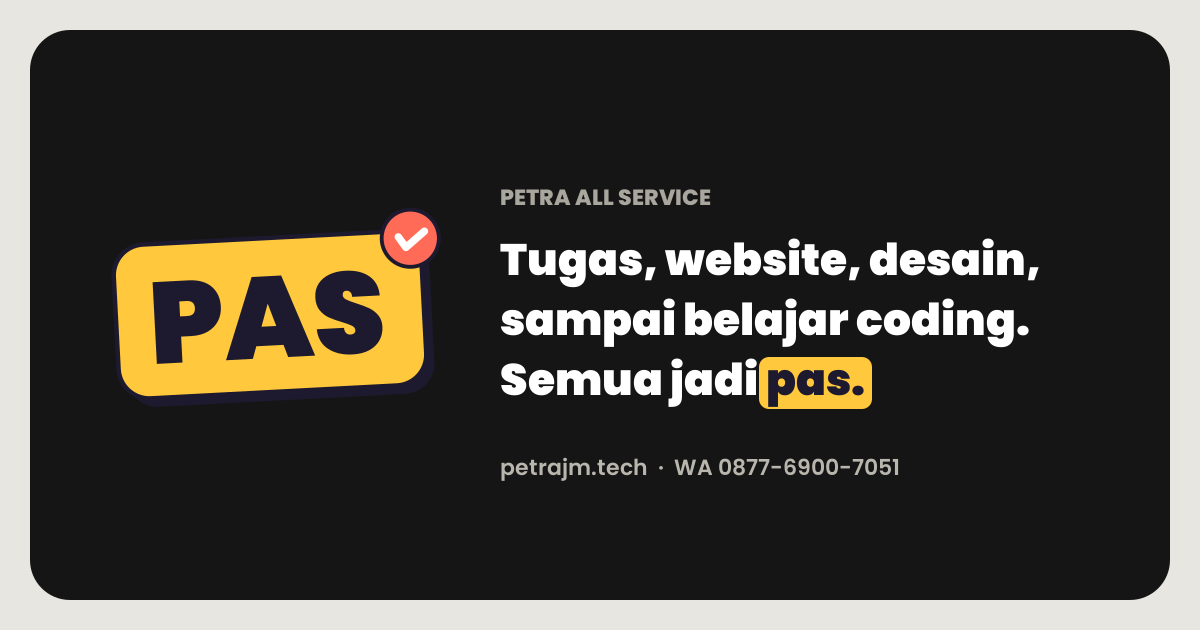 PAS
PETRA ALL SERVICE
Tugas, website, desain,
sampai belajar coding.
Semua jadi pas.
petrajm.tech · WA 0877-6900-7051